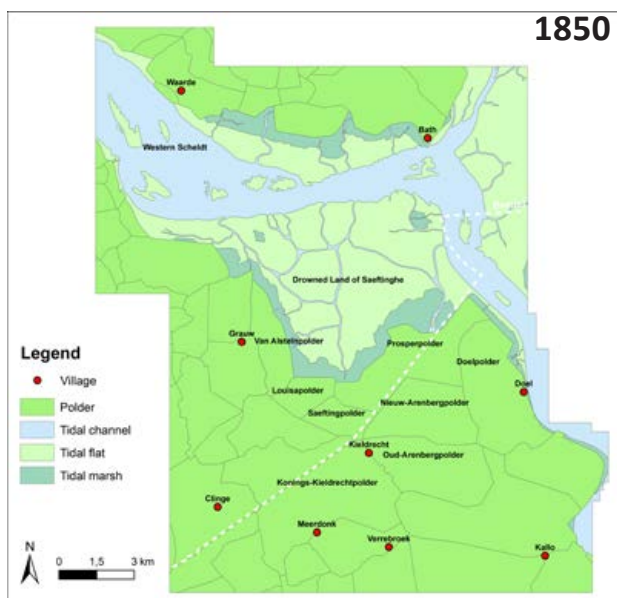 1850
Waarde
Bath
Western Scheldt
Drowned Land of Saeftinghe
Grauw
Van Alsteinpolder
Prosperpolder
Doelpolder
Doel
Louisapolder
Nieuw-Arenbergpolder
Saeftingpolder
Kieldrecht
Oud-Arenbergpolder
Konings-Kieldrechtpolder
Clinge
Meerdonk
Verrebroek
Kallo
Legend
Village
Polder
Tidal channel
Tidal flat
Tidal marsh
N
0 1,5 3 km